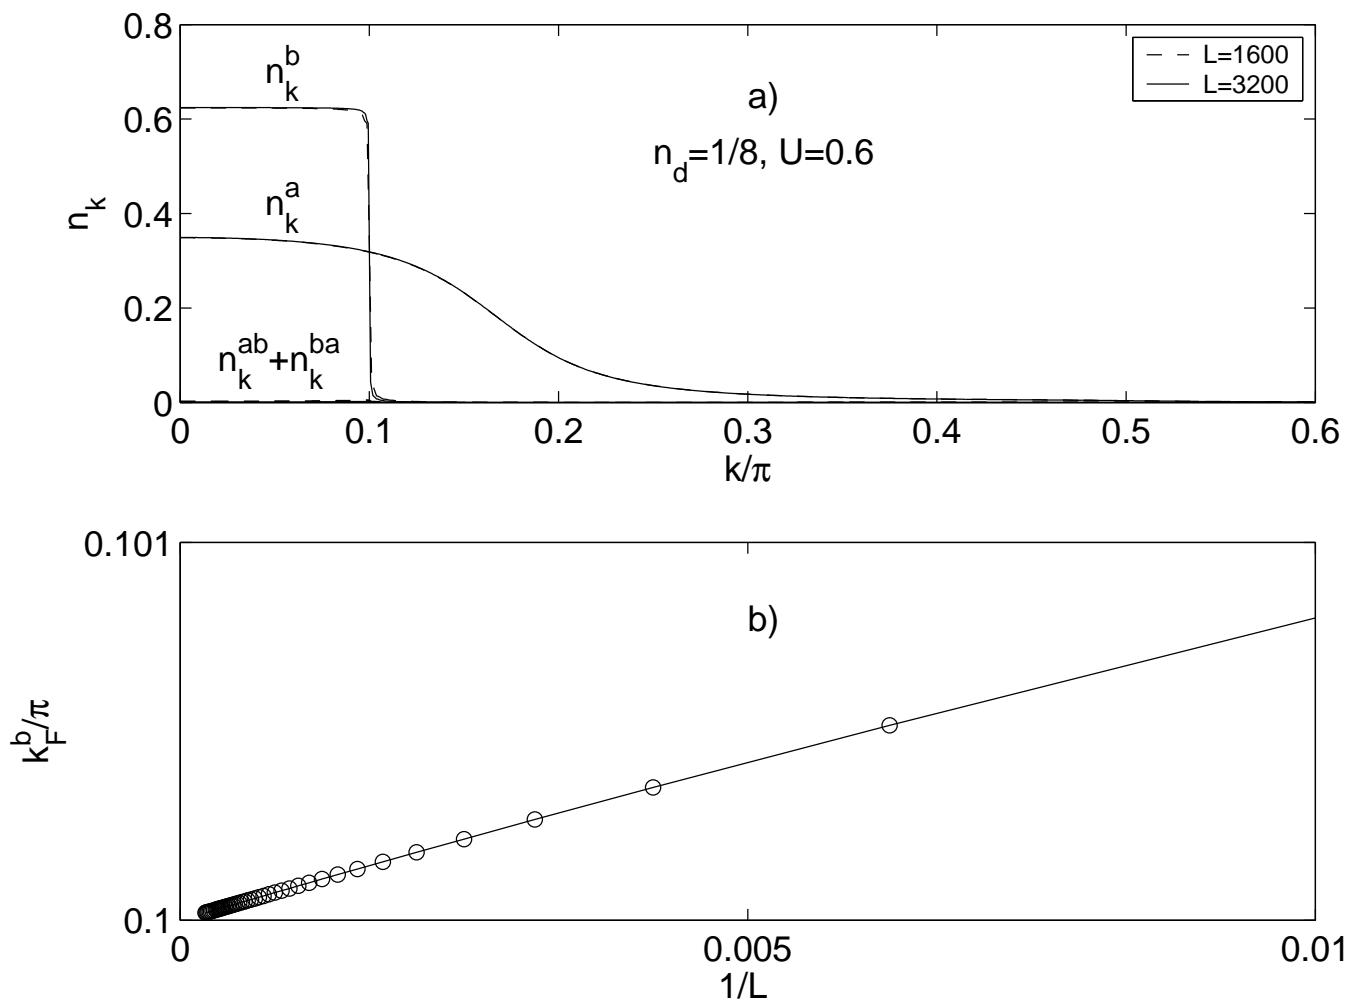 0.8
n_k^b
a)
L=1600
L=3200
0.6
n_d=1/8, U=0.6
n_k
0.4
n_k^a
0.2
n_k^{ab}+n_k^{ba}
0
0 0.1 0.2 0.3 0.4 0.5 0.6
k/π
0.101
b)
k_F^b/π
0.1
0 0.005 0.01
1/L